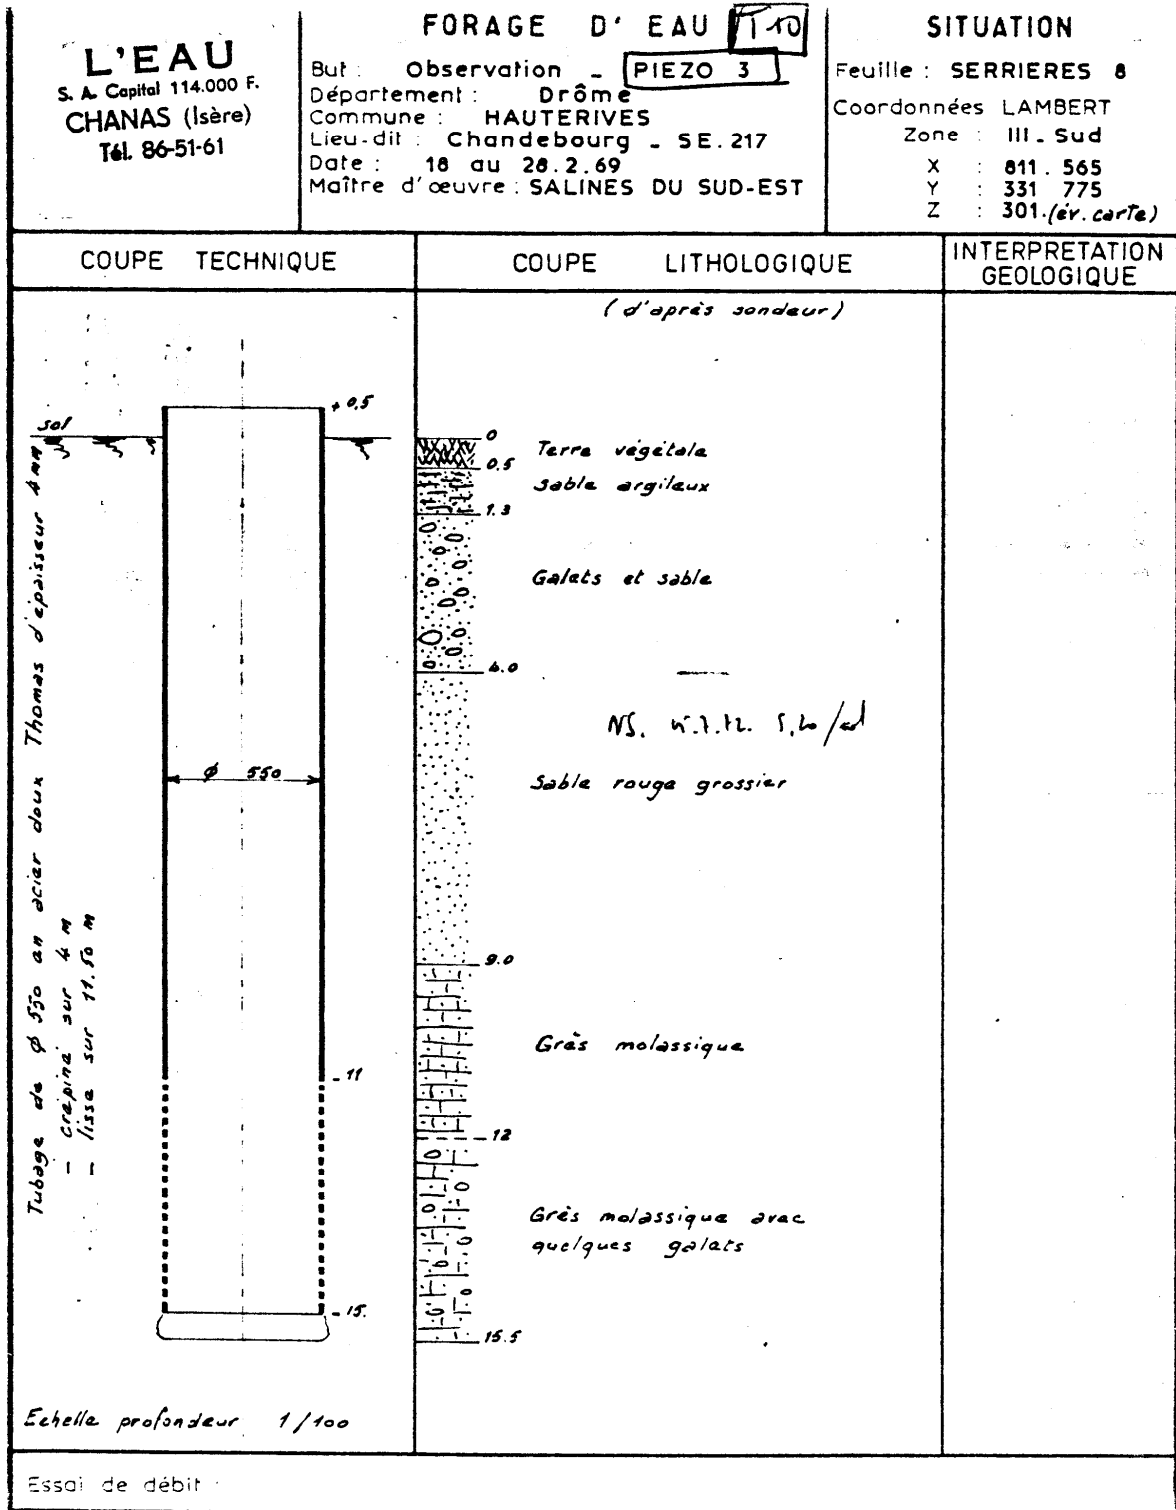 L'EAU
S. A. Capital 114.000 F.
CHANAS (Isère)
Tél. 86-51-61
FORAGE D' EAU
But : Observation - PIEZO 3
Département : Drôme
Commune : HAUTERIVES
Lieu-dit : Chandebourg - SE.217
Date : 18 au 28.2.69
Maître d'œuvre : SALINES DU SUD-EST
SITUATION
Feuille : SERRIERES 8
Coordonnées LAMBERT
Zone : III - Sud
X : 811 . 565
Y : 331 775
Z : 301. (év. carte)
COUPE TECHNIQUE
COUPE LITHOLOGIQUE
INTERPRETATION
GEOLOGIQUE
(d'après sondeur)
+ 0.5
sol
0
Terre végétale
0.5
Sable argileux
1.3
Galets et sable
NS.
Sable rouge grossier
ϕ 550
9.0
Grès molassique
- 11
12
Grès molassique avec
quelques galets
- 15.
15.5
Tubage de ϕ 550 en acier doux Thomas d'épaisseur 4 mm
- crépiné sur 4 m
- lisse sur 11.50 m
Echelle profondeur 1/100
Essai de débit :